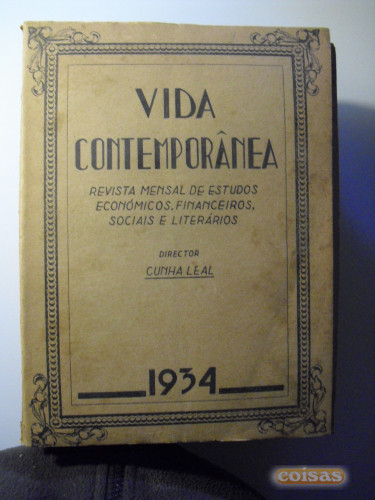 VIDA
CONTEMPORÂNEA
REVISTA MENSAL DE ESTUDOS
ECONÓMICOS, FINANCEIROS,
SOCIAIS E LITERÁRIOS
DIRECTOR
CUNHA LEAL
1934
coisas